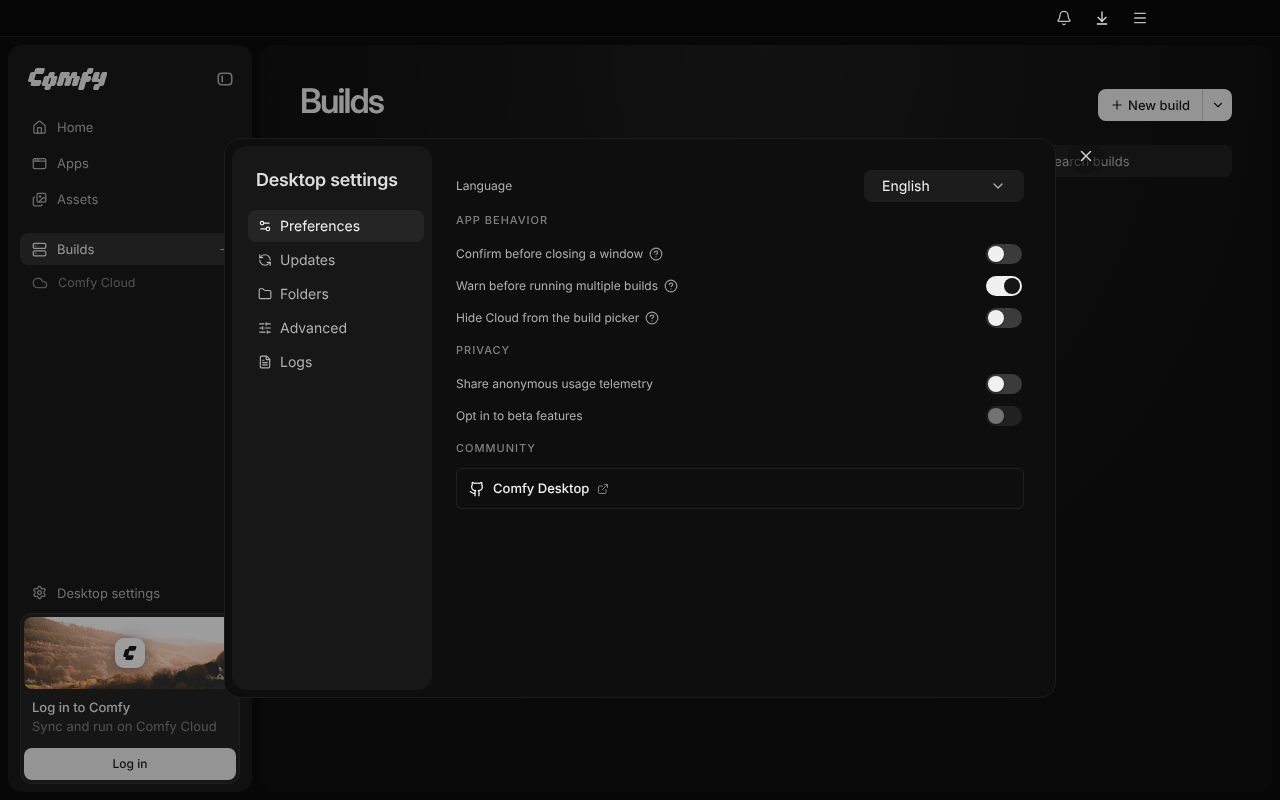 Comfy
Home
Apps
Assets
Builds
Comfy Cloud
Desktop settings
Log in to Comfy
Sync and run on Comfy Cloud
Log in
Builds
New build
earch builds
Desktop settings
Preferences
Updates
Folders
Advanced
Logs
Language
English
APP BEHAVIOR
Confirm before closing a window
Warn before running multiple builds
Hide Cloud from the build picker
PRIVACY
Share anonymous usage telemetry
Opt in to beta features
COMMUNITY
Comfy Desktop